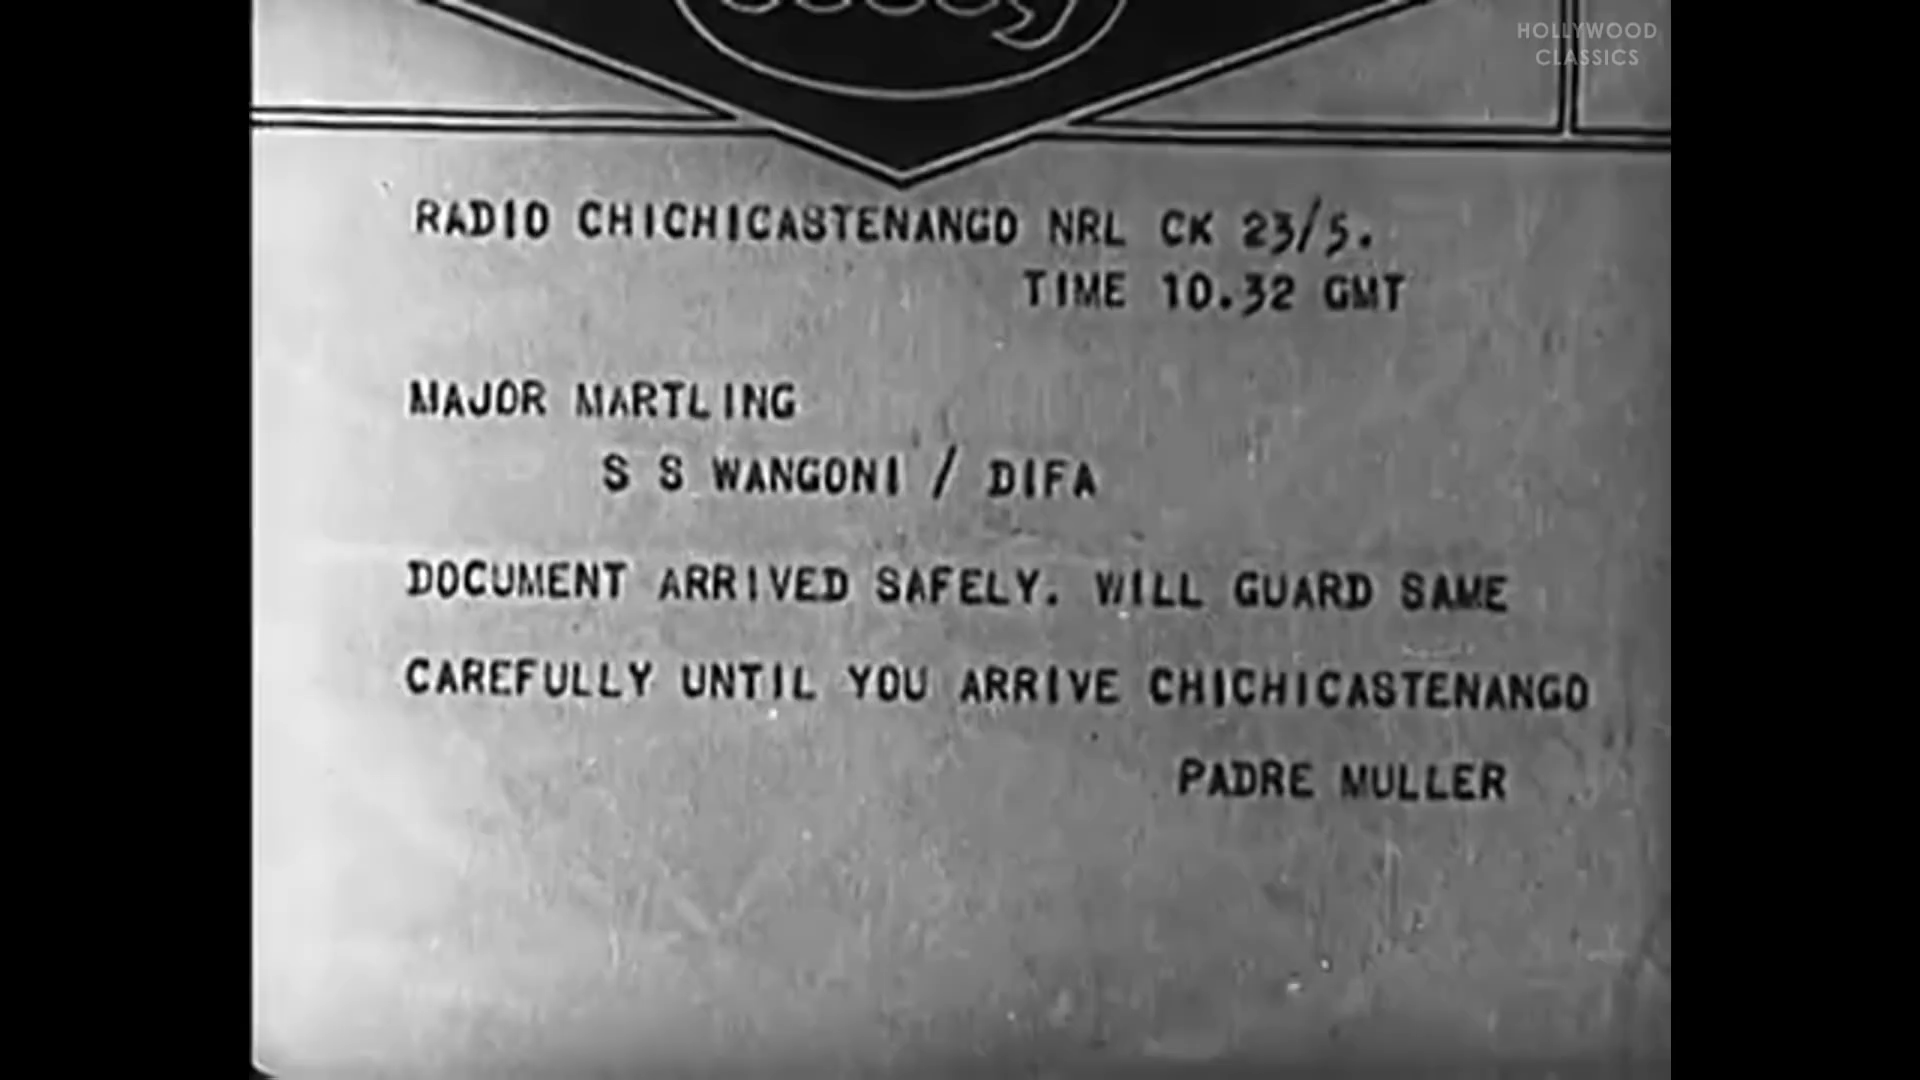 HOLLYWOOD
CLASSICS
RADIO CHICHICASTENANGO NRL CK 23/5.
TIME 10.32 GMT
MAJOR MARTLING
S S WANGONI / DIFA
DOCUMENT ARRIVED SAFELY. WILL GUARD SAME
CAREFULLY UNTIL YOU ARRIVE CHICHICASTENANGO
PADRE MULLER